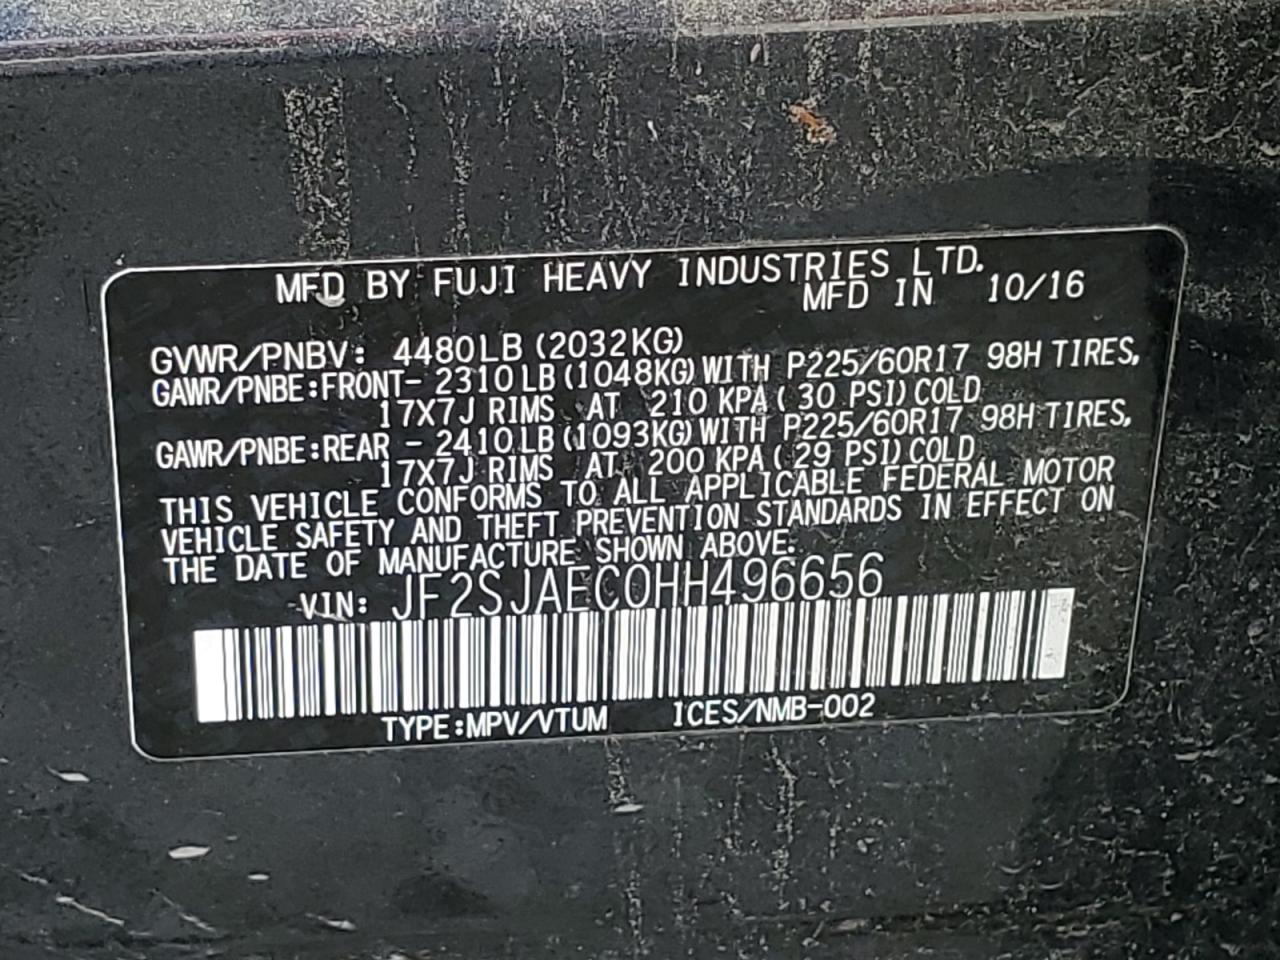 MFD BY FUJI HEAVY INDUSTRIES LTD.
MFD IN 10/16
GVWR/PNBV: 4480LB (2032KG)
GAWR/PNBE:FRONT- 2310LB (1048KG) WITH P225/60R17 98H TIRES,
17X7J RIMS AT 210 KPA ( 30 PSI) COLD
GAWR/PNBE:REAR - 2410LB (1093KG) WITH P225/60R17 98H TIRES,
17X7J RIMS AT 200 KPA ( 29 PSI) COLD
THIS VEHICLE CONFORMS TO ALL APPLICABLE FEDERAL MOTOR
VEHICLE SAFETY AND THEFT PREVENTION STANDARDS IN EFFECT ON
THE DATE OF MANUFACTURE SHOWN ABOVE.
VIN: JF2SJAEC0HH496656
TYPE:MPV/VTUM ICES/NMB-002